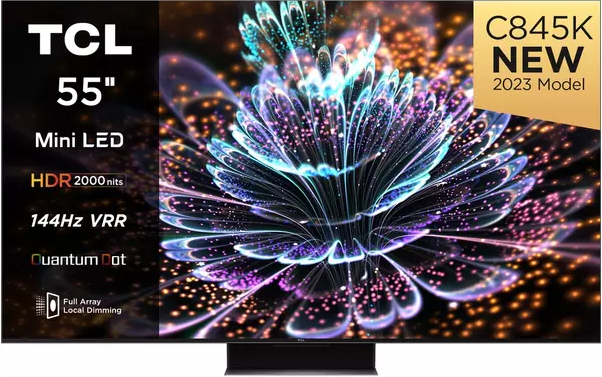 TCL
55"
Mini LED
HDR 2000 nits
144Hz VRR
Quantum Dot
Full Array
Local Dimming
C845K
NEW
2023 Model
TCL